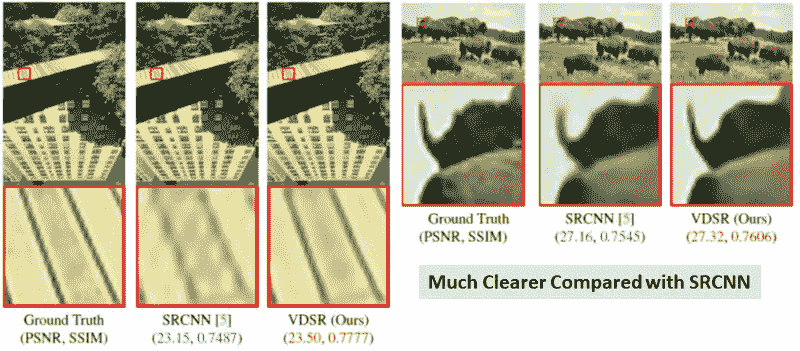 Ground Truth
(PSNR, SSIM)
SRCNN [5]
(23.15, 0.7487)
VDSR (Ours)
(23.50, 0.7777)
Ground Truth
(PSNR, SSIM)
SRCNN [5]
(27.16, 0.7545)
VDSR (Ours)
(27.32, 0.7606)
Much Clearer Compared with SRCNN